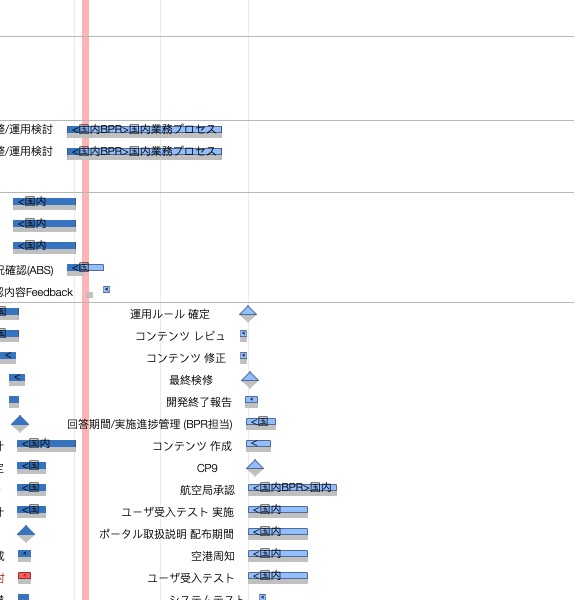 /運用検討 <国内BPR>国内業務プロセス
/運用検討 <国内BPR>国内業務プロセス
<国内
<国内
<国内
確認(ABS) <国
内容Feedback
運用ルール 確定
コンテンツ レビュ
< コンテンツ 修正
< 最終検修
開発終了報告
回答期間/実施進捗管理 (BPR担当) <国
<国内 コンテンツ 作成 <
<国 CP9
<国 航空局承認 <国内BPR>国内
<国 ユーザ受入テスト 実施 <国内
ポータル取扱説明 配布期間 <国内
空港周知 <国内
ユーザ受入テスト <国内
システムテスト